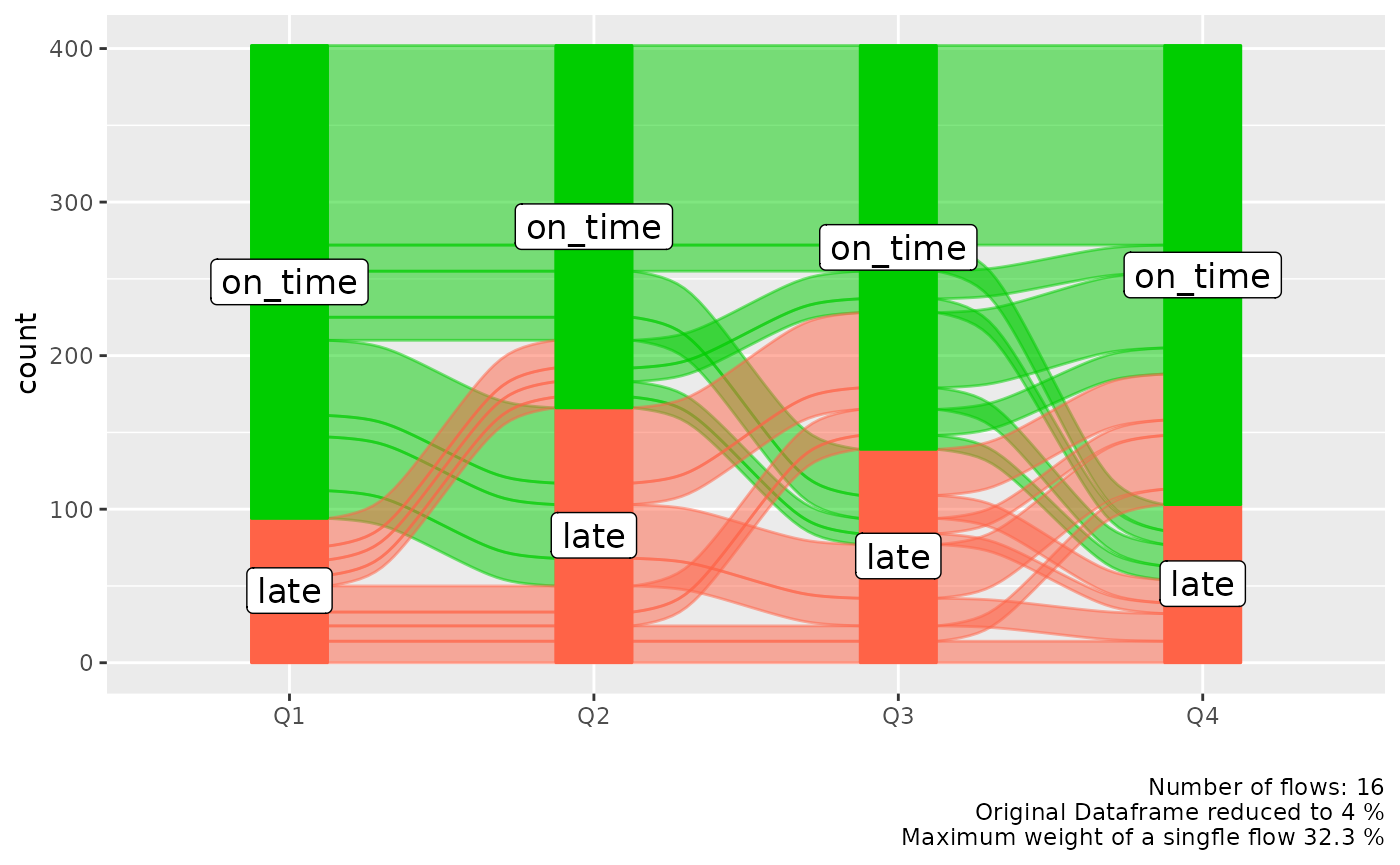 400
300
200
100
0
count
on_time
on_time
on_time
on_time
late
late
late
late
Q1 Q2 Q3 Q4
Number of flows: 16
Original Dataframe reduced to 4 %
Maximum weight of a singfle flow 32.3 %